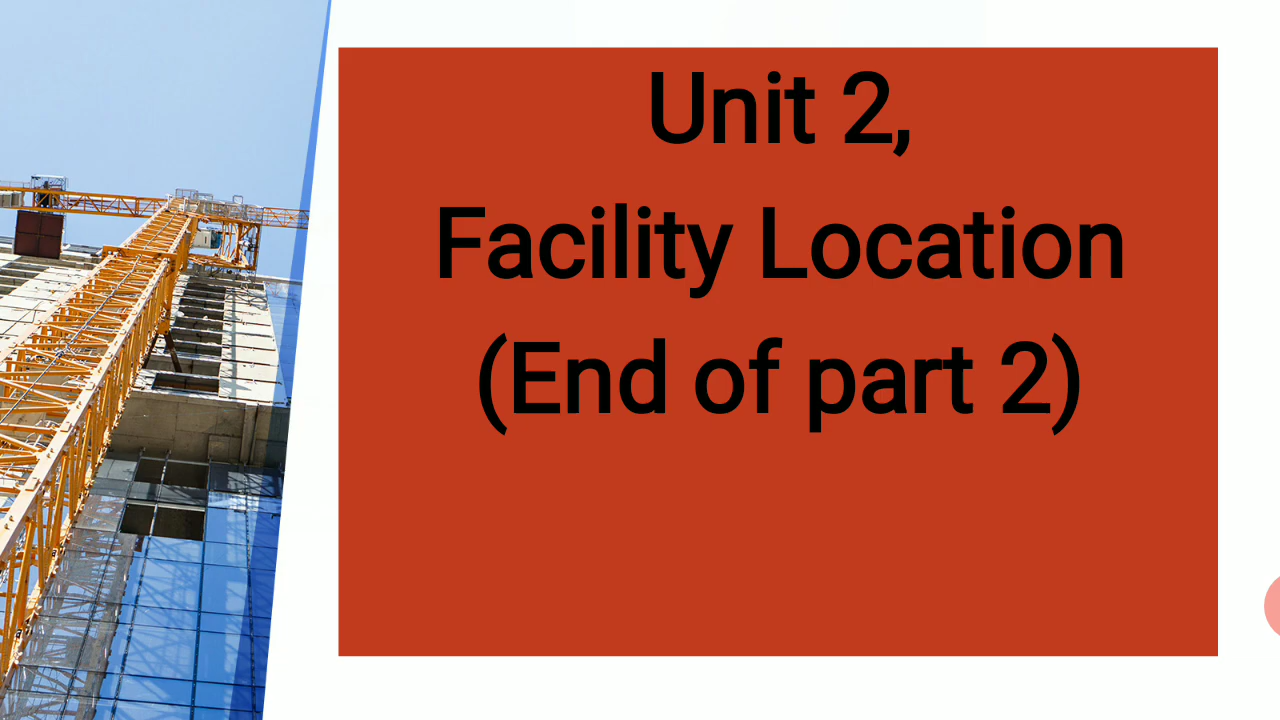 Unit 2,
Facility Location
(End of part 2)